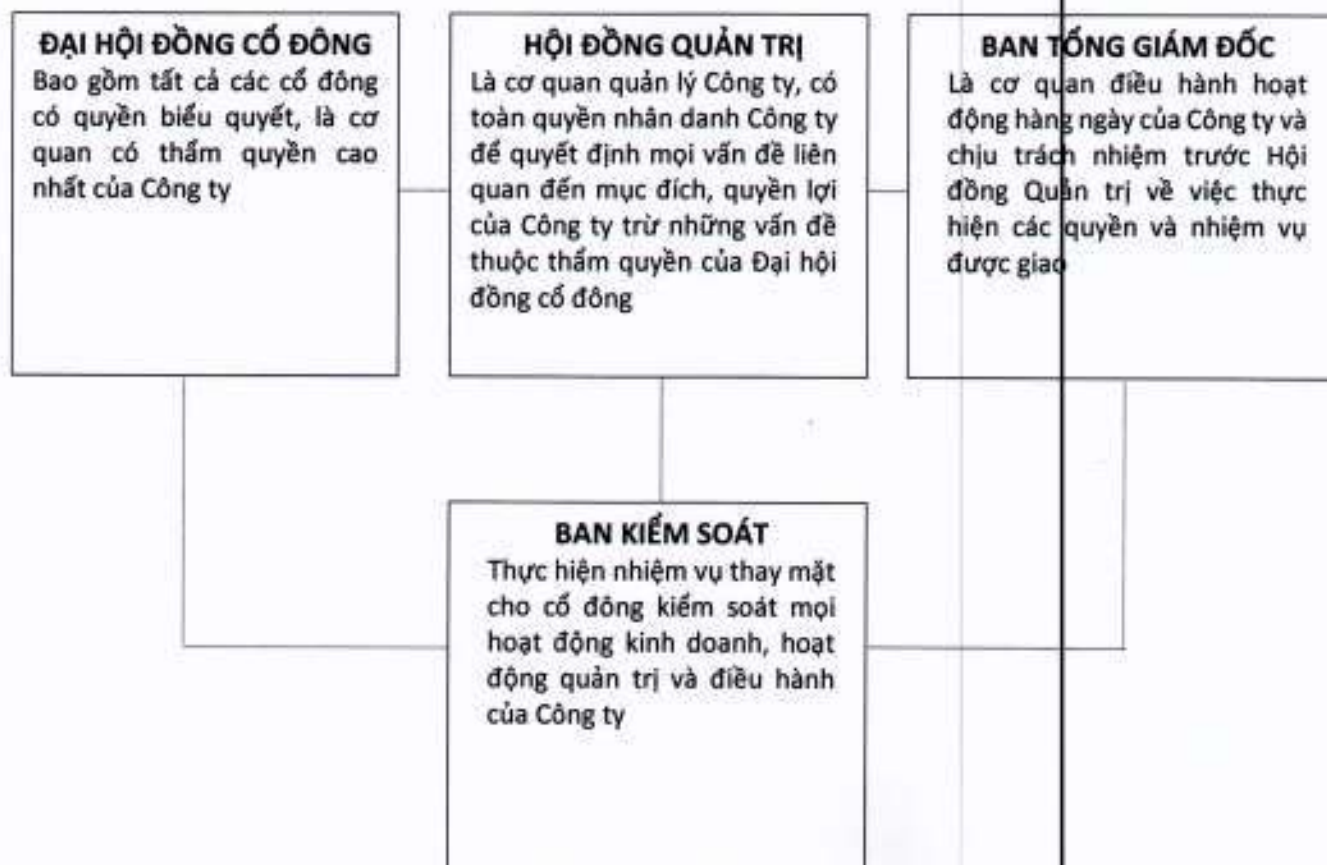 ĐẠI HỘI ĐỒNG CỔ ĐÔNG
Bao gồm tất cả các cổ đông
có quyền biểu quyết, là cơ
quan có thẩm quyền cao
nhất của Công ty
HỘI ĐỒNG QUẢN TRỊ
Là cơ quan quản lý Công ty, có
toàn quyền nhân danh Công ty
để quyết định mọi vấn đề liên
quan đến mục đích, quyền lợi
của Công ty trừ những vấn đề
thuộc thẩm quyền của Đại hội
đồng cổ đông
BAN TỔNG GIÁM ĐỐC
Là cơ quan điều hành hoạt
động hàng ngày của Công ty và
chịu trách nhiệm trước Hội
đồng Quản trị về việc thực
hiện các quyền và nhiệm vụ
được giao
BAN KIỂM SOÁT
Thực hiện nhiệm vụ thay mặt
cho cổ đông kiểm soát mọi
hoạt động kinh doanh, hoạt
động quản trị và điều hành
của Công ty